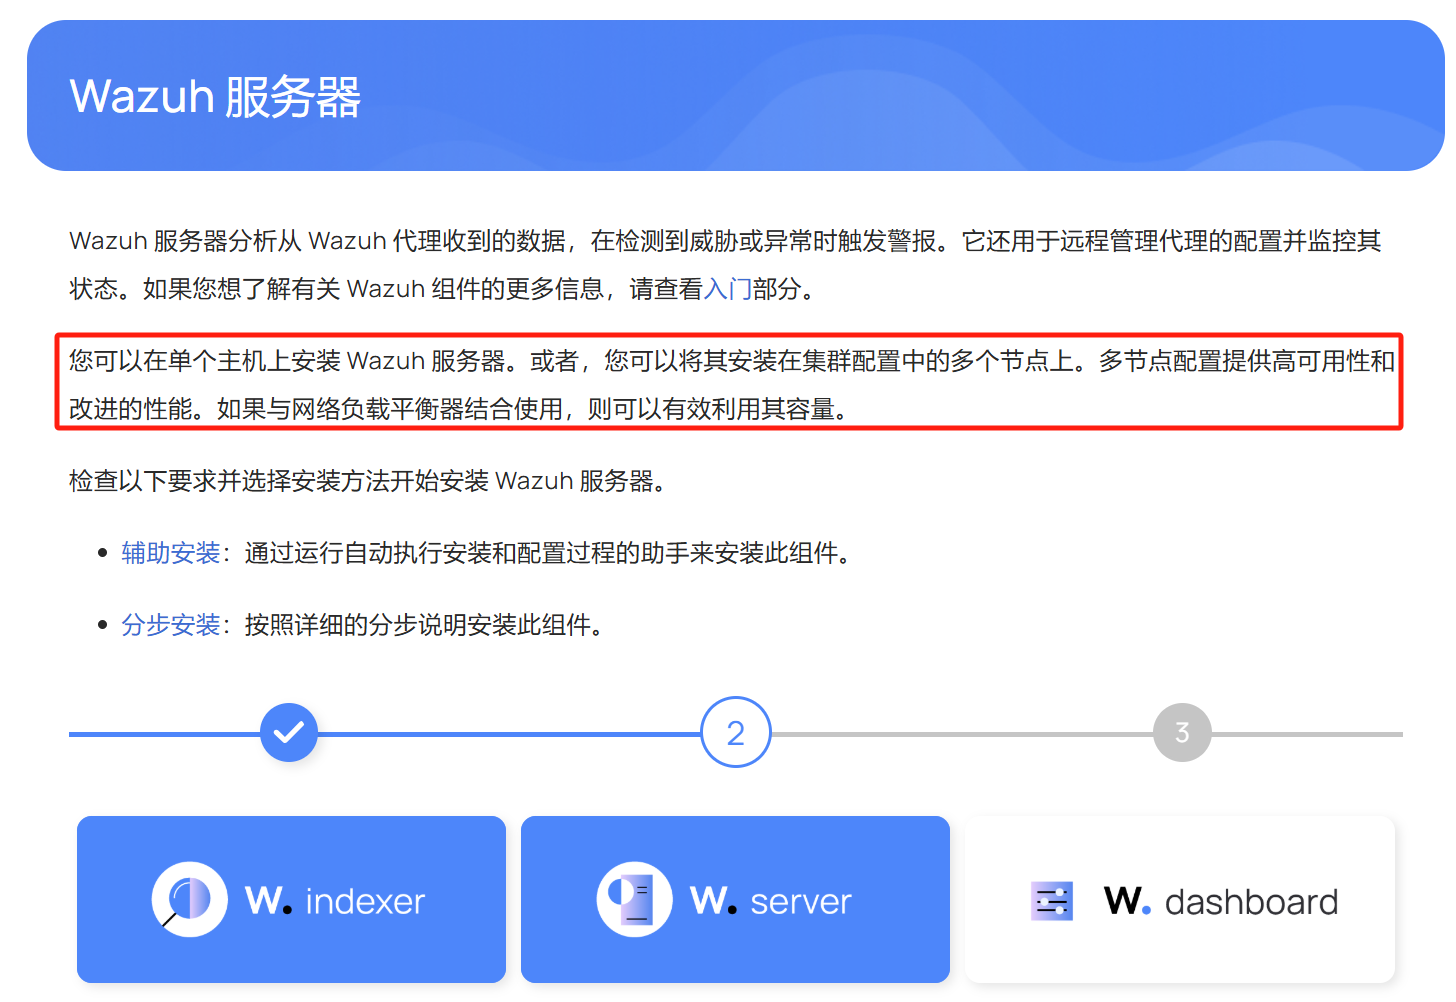 Wazuh 服务器
Wazuh 服务器分析从 Wazuh 代理收到的数据，在检测到威胁或异常时触发警报。它还用于远程管理代理的配置并监控其
状态。如果您想了解有关 Wazuh 组件的更多信息，请查看入门部分。
您可以在单个主机上安装 Wazuh 服务器。或者，您可以将其安装在集群配置中的多个节点上。多节点配置提供高可用性和
改进的性能。如果与网络负载平衡器结合使用，则可以有效利用其容量。
检查以下要求并选择安装方法开始安装 Wazuh 服务器。
• 辅助安装：通过运行自动执行安装和配置过程的助手来安装此组件。
• 分步安装：按照详细的分步说明安装此组件。
2
3
W. indexer
W. server
W. dashboard